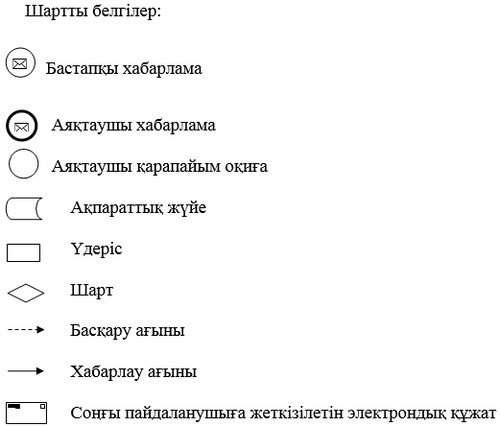 Шартты белгілер:
Бастапқы хабарлама
Аяқтаушы хабарлама
Аяқтаушы қарапайым оқиға
Ақпараттық жүйе
Үдеріс
Шарт
Басқару ағыны
Хабарлау ағыны
Соңғы пайдаланушыға жеткізілетін электрондық құжат